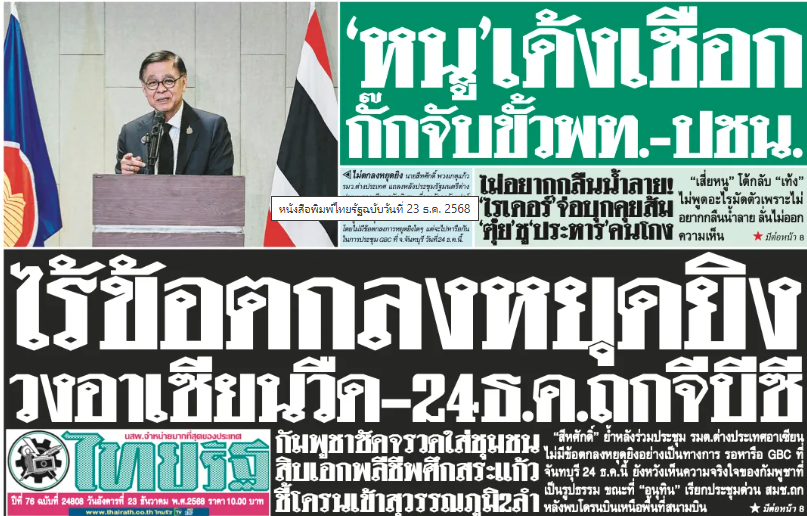 'หนู'เด้งเชือก
กั๊กจับขั้วพท.-ปชน.
ไม่ตกลงหยุดยิง นายสีหศักดิ์ พวงเกตุแก้ว
รมว.ต่างประเทศ แถลงหลังประชุมรัฐมนตรีต่าง
หนังสือพิมพ์ไทยรัฐฉบับวันที่ 23 ธ.ค. 2568
โดยไม่มีข้อตกลงการหยุดยิงใดๆ แต่จะไปหารือกัน
ในการประชุม GBC ที่ จ.จันทบุรี วันที่ 24 ธ.ค.นี้.
ไม่อยากกลืนน้ำลาย!
'ไรเดอร์'จ่อบุกคุยส้ม
'ตุ้ย'ชู'ประหาร'คนโกง
"เสี่ยหนู" โต้กลับ "เท้ง"
ไม่พูดอะไรมัดตัวเพราะไม่
อยากกลืนน้ำลาย ลั่นไม่ออก
ความเห็น ★ มีต่อหน้า 8
ไร้ข้อตกลงหยุดยิง
วงอาเซียนวืด-24ธ.ค.ถกจีบีซี
นสพ.จำหน่ายมากที่สุดของประเทศ
ไทยรัฐ
ปีที่ 76 ฉบับที่ 24808 วันอังคารที่ 23 ธันวาคม พ.ศ.2568 ราคา 10.00 บาท
www.thairath.co.th
กัมพูชาซัดจรวดใส่ชุมชน
สิบเอกพลีชีพศึกสระแก้ว
ชี้โดรนเข้าสุวรรณภูมิ2ลำ
"สีหศักดิ์" ย้ำหลังร่วมประชุม รมต.ต่างประเทศอาเซียน
ไม่มีข้อตกลงหยุดยิงอย่างเป็นทางการ รอหารือ GBC ที่
จันทบุรี 24 ธ.ค.นี้ ยังหวังเห็นความจริงใจของกัมพูชาที่
เป็นรูปธรรม ขณะที่ "อนุทิน" เรียกประชุมด่วน สมช.ถก
หลังพบโดรนบินเหนือพื้นที่สนามบิน ★ มีต่อหน้า 8